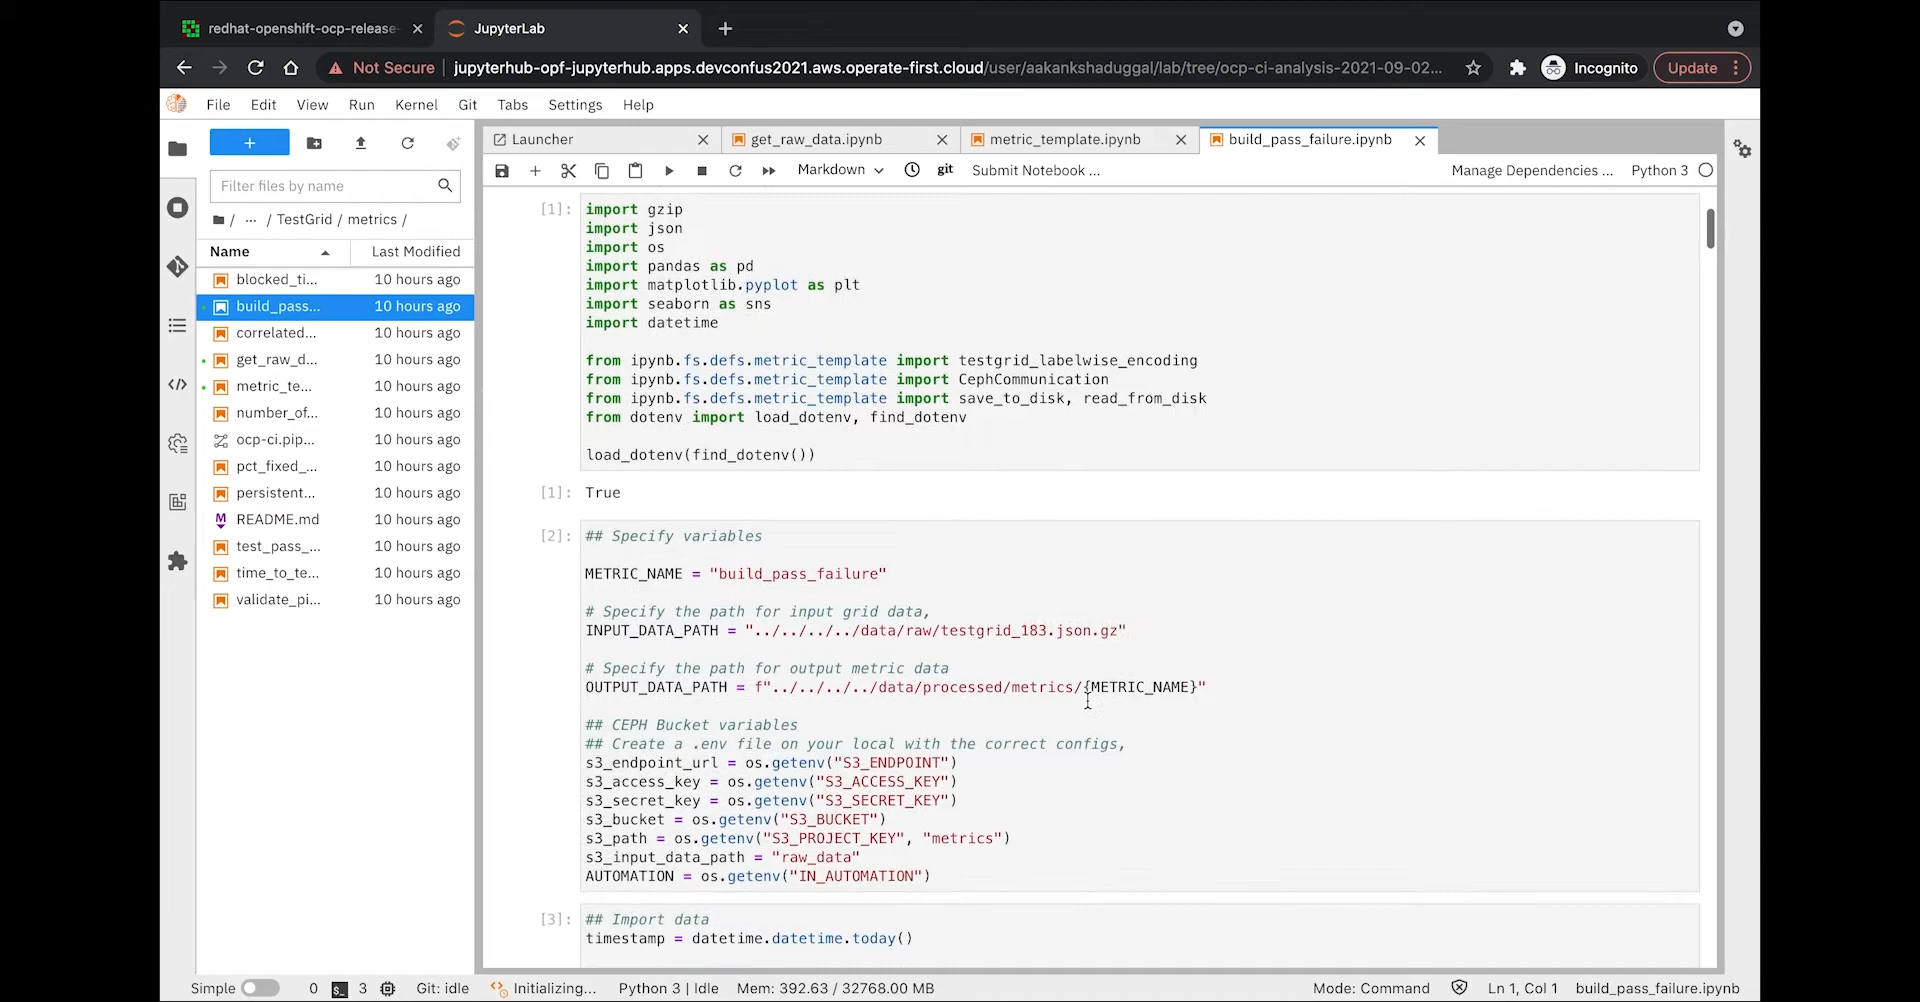 redhat-openshift-ocp-release-
JupyterLab
Not Secure
jupyterhub-opf-jupyterhub.apps.devconfus2021.aws.operate-first.cloud/user/aakankshaduggal/lab/tree/ocp-ci-analysis-2021-09-02...
Incognito
Update
File Edit View Run Kernel Git Tabs Settings Help
Launcher
get_raw_data.ipynb
metric_template.ipynb
build_pass_failure.ipynb
Markdown
git
Submit Notebook ...
Manage Dependencies ...
Python 3
Filter files by name
/ ... / TestGrid / metrics /
Name Last Modified
blocked_ti... 10 hours ago
build_pass... 10 hours ago
correlated... 10 hours ago
get_raw_d... 10 hours ago
metric_te... 10 hours ago
number_of... 10 hours ago
ocp-ci.pip... 10 hours ago
pct_fixed_... 10 hours ago
persistent... 10 hours ago
README.md 10 hours ago
test_pass_... 10 hours ago
time_to_te... 10 hours ago
validate_pi... 10 hours ago
[1]:
import gzip
import json
import os
import pandas as pd
import matplotlib.pyplot as plt
import seaborn as sns
import datetime
from ipynb.fs.defs.metric_template import testgrid_labelwise_encoding
from ipynb.fs.defs.metric_template import CephCommunication
from ipynb.fs.defs.metric_template import save_to_disk, read_from_disk
from dotenv import load_dotenv, find_dotenv
load_dotenv(find_dotenv())
[1]: True
[2]:
## Specify variables
METRIC_NAME = "build_pass_failure"
# Specify the path for input grid data,
INPUT_DATA_PATH = "../../../../data/raw/testgrid_183.json.gz"
# Specify the path for output metric data
OUTPUT_DATA_PATH = f"../../../../data/processed/metrics/{METRIC_NAME}"
## CEPH Bucket variables
## Create a .env file on your local with the correct configs,
s3_endpoint_url = os.getenv("S3_ENDPOINT")
s3_access_key = os.getenv("S3_ACCESS_KEY")
s3_secret_key = os.getenv("S3_SECRET_KEY")
s3_bucket = os.getenv("S3_BUCKET")
s3_path = os.getenv("S3_PROJECT_KEY", "metrics")
s3_input_data_path = "raw_data"
AUTOMATION = os.getenv("IN_AUTOMATION")
[3]:
## Import data
timestamp = datetime.datetime.today()
Simple 0 3 Git: idle Initializing... Python 3 | Idle Mem: 392.63 / 32768.00 MB
Mode: Command Ln 1, Col 1 build_pass_failure.ipynb